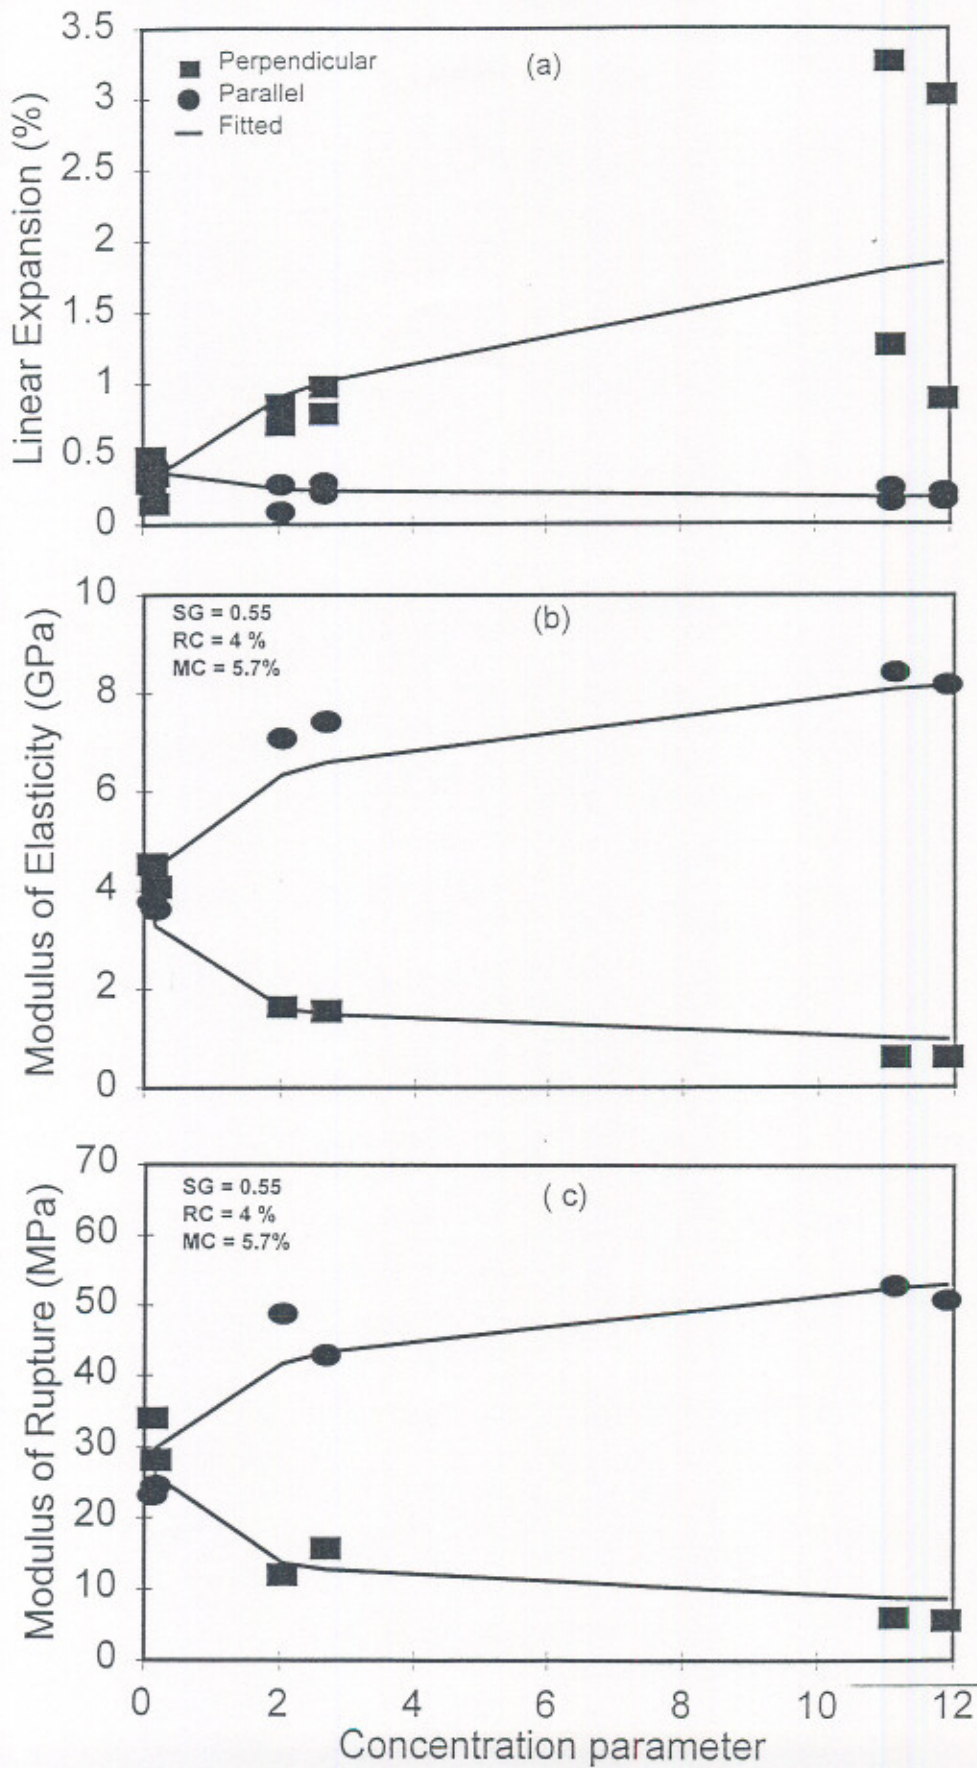 3.5
3
2.5
2
1.5
1
0.5
0
Linear Expansion (%)
Perpendicular
Parallel
Fitted
(a)
10
8
6
4
2
0
Modulus of Elasticity (GPa)
SG = 0.55
RC = 4 %
MC = 5.7%
(b)
70
60
50
40
30
20
10
0
Modulus of Rupture (MPa)
SG = 0.55
RC = 4 %
MC = 5.7%
( c)
0 2 4 6 8 10 12
Concentration parameter